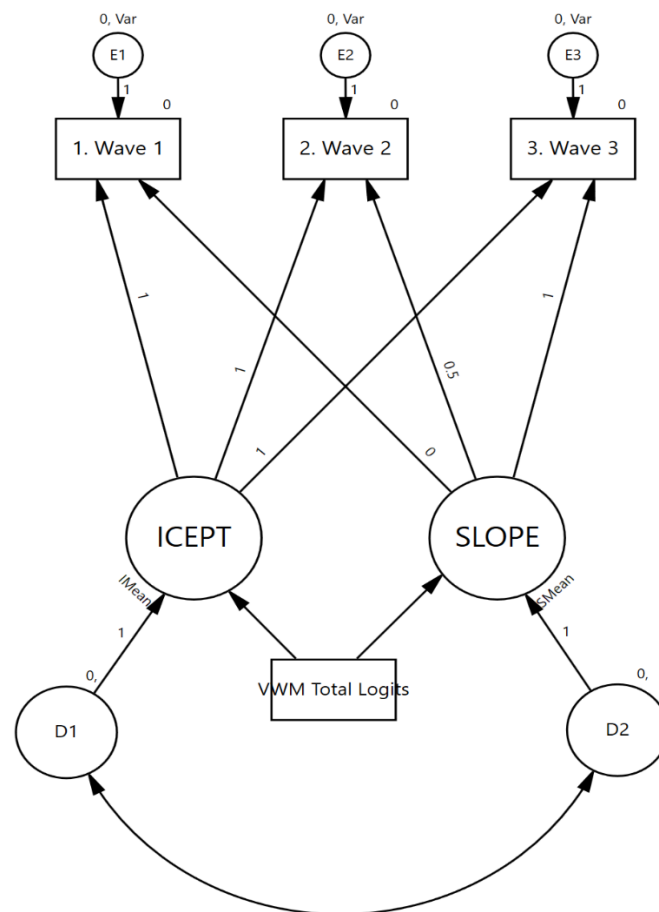 0, Var
0, Var
0, Var
E1
E2
E3
1
1
1
0
0
0
1. Wave 1
2. Wave 2
3. Wave 3
1
1
1
0
0.5
1
ICEPT
SLOPE
IMean
SMean
1
1
0,
0,
VWM Total Logits
D1
D2